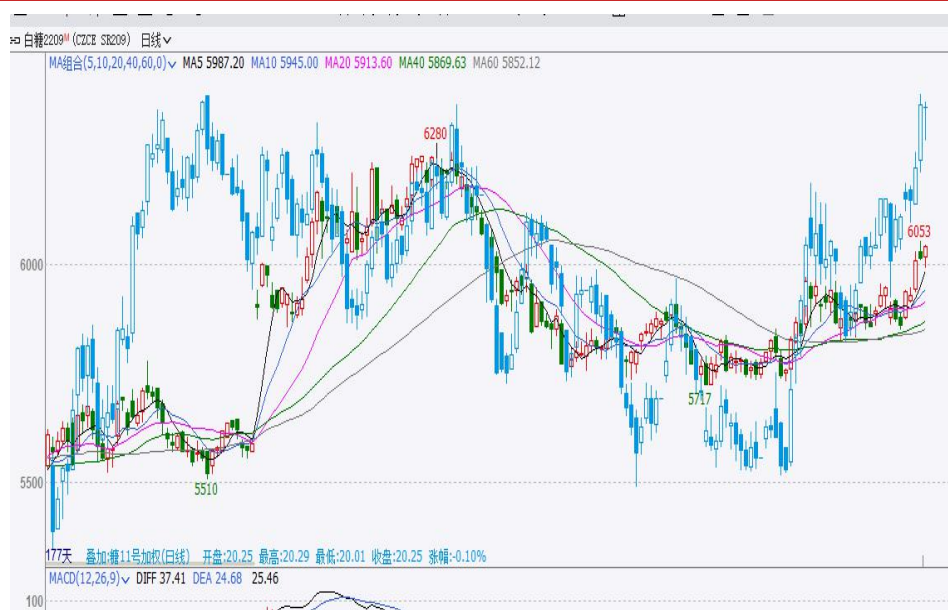 白糖2209M (CZCE SR209) 日线
MA组合(5,10,20,40,60,0) MA5 5987.20 MA10 5945.00 MA20 5913.60 MA40 5869.63 MA60 5852.12
6280
6053
6000
5717
5500
5510
177天 叠加:糖11号加权(日线) 开盘:20.25 最高:20.29 最低:20.01 收盘:20.25 涨幅:-0.10%
MACD(12,26,9) DIFF 37.41 DEA 24.68 25.46
100